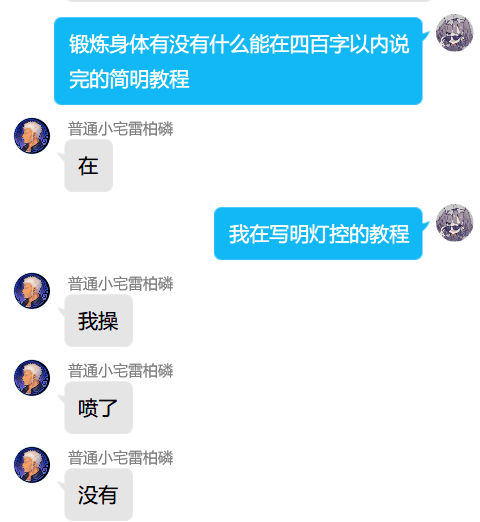 锻炼身体有没有什么能在四百字以内说
完的简明教程
普通小宅雷柏磷
在
我在写明灯控的教程
普通小宅雷柏磷
我操
普通小宅雷柏磷
喷了
普通小宅雷柏磷
没有